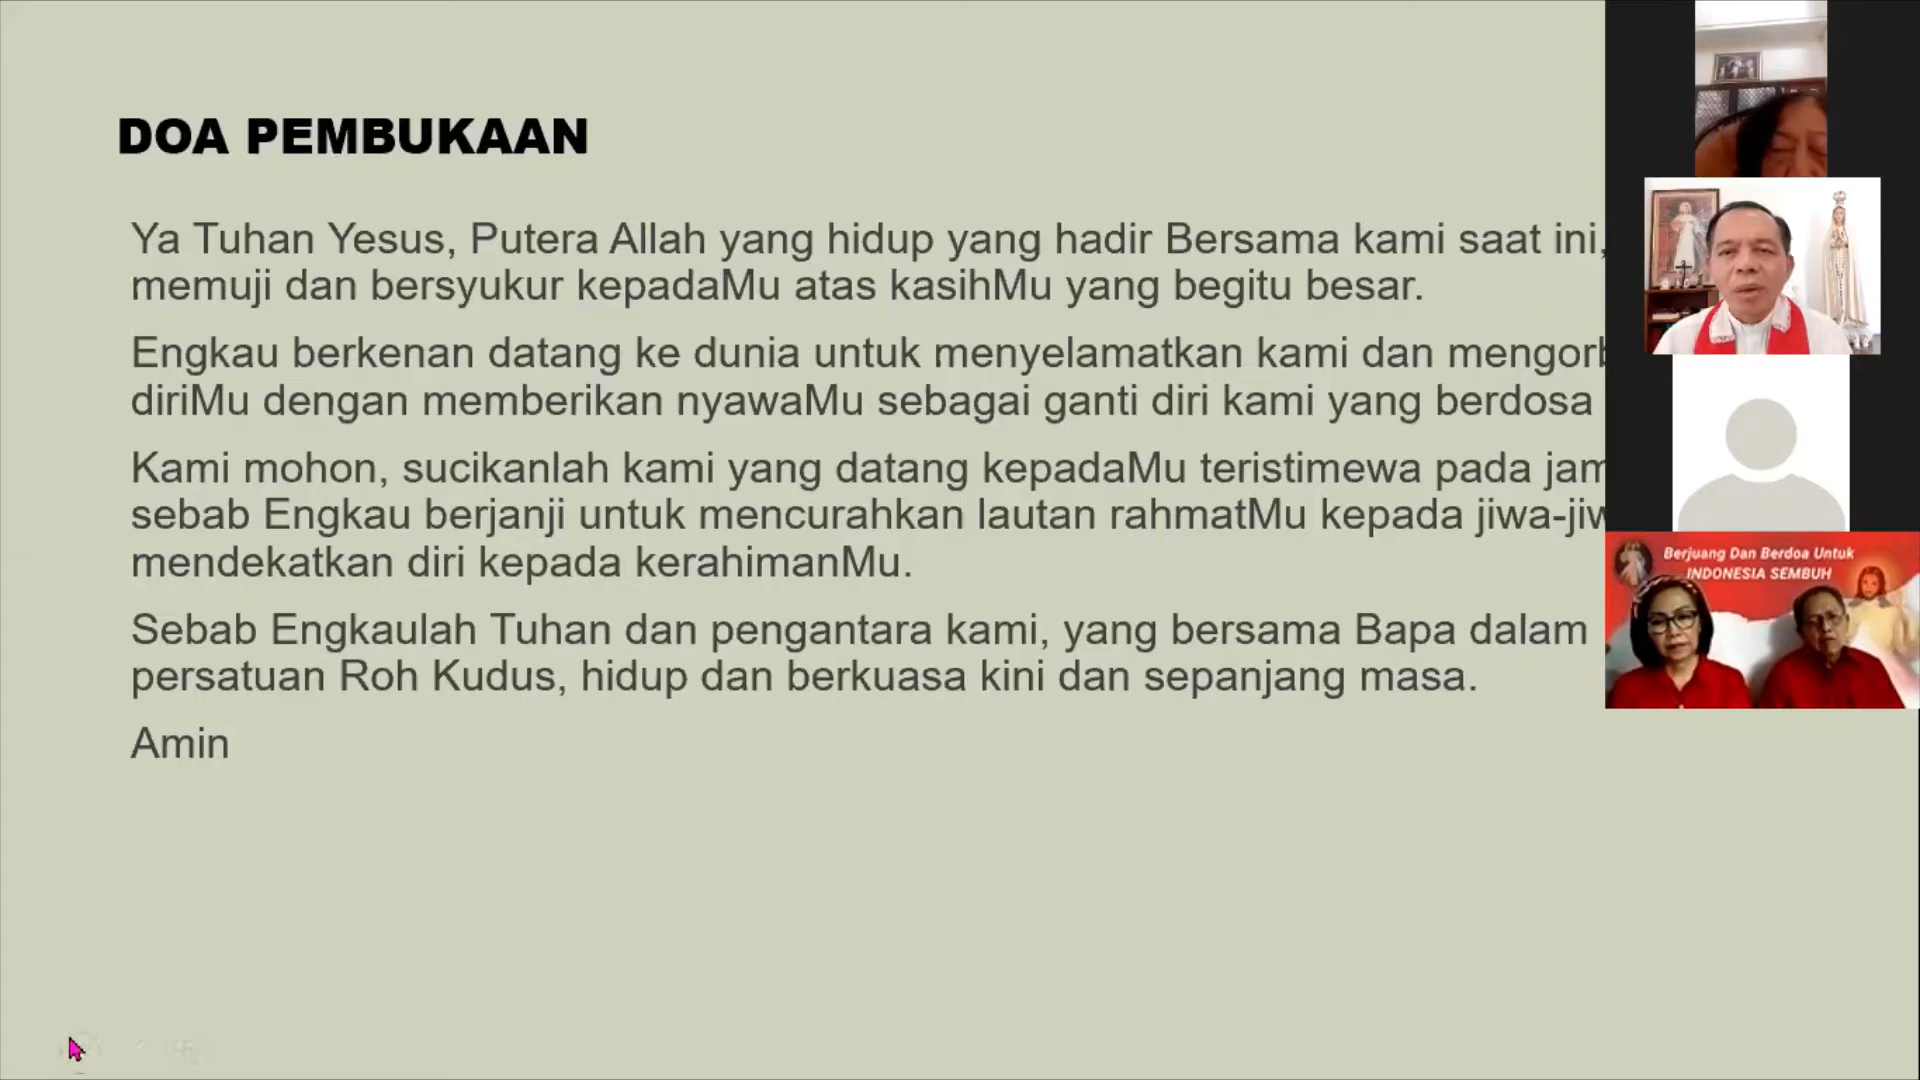 DOA PEMBUKAAN
Ya Tuhan Yesus, Putera Allah yang hidup yang hadir Bersama kami saat ini,
memuji dan bersyukur kepadaMu atas kasihMu yang begitu besar.
Engkau berkenan datang ke dunia untuk menyelamatkan kami dan
diriMu dengan memberikan nyawaMu sebagai ganti diri kami yang berdosa
Kami mohon, sucikanlah kami yang datang kepadaMu teristimewa pada
sebab Engkau berjanji untuk mencurahkan lautan rahmatMu kepada
mendekatkan diri kepada kerahimanMu.
Sebab Engkaulah Tuhan dan pengantara kami, yang bersama Bapa dalam
persatuan Roh Kudus, hidup dan berkuasa kini dan sepanjang masa.
Amin
Berjuang Dan Berdoa Untuk
INDONESIA SEMBUH